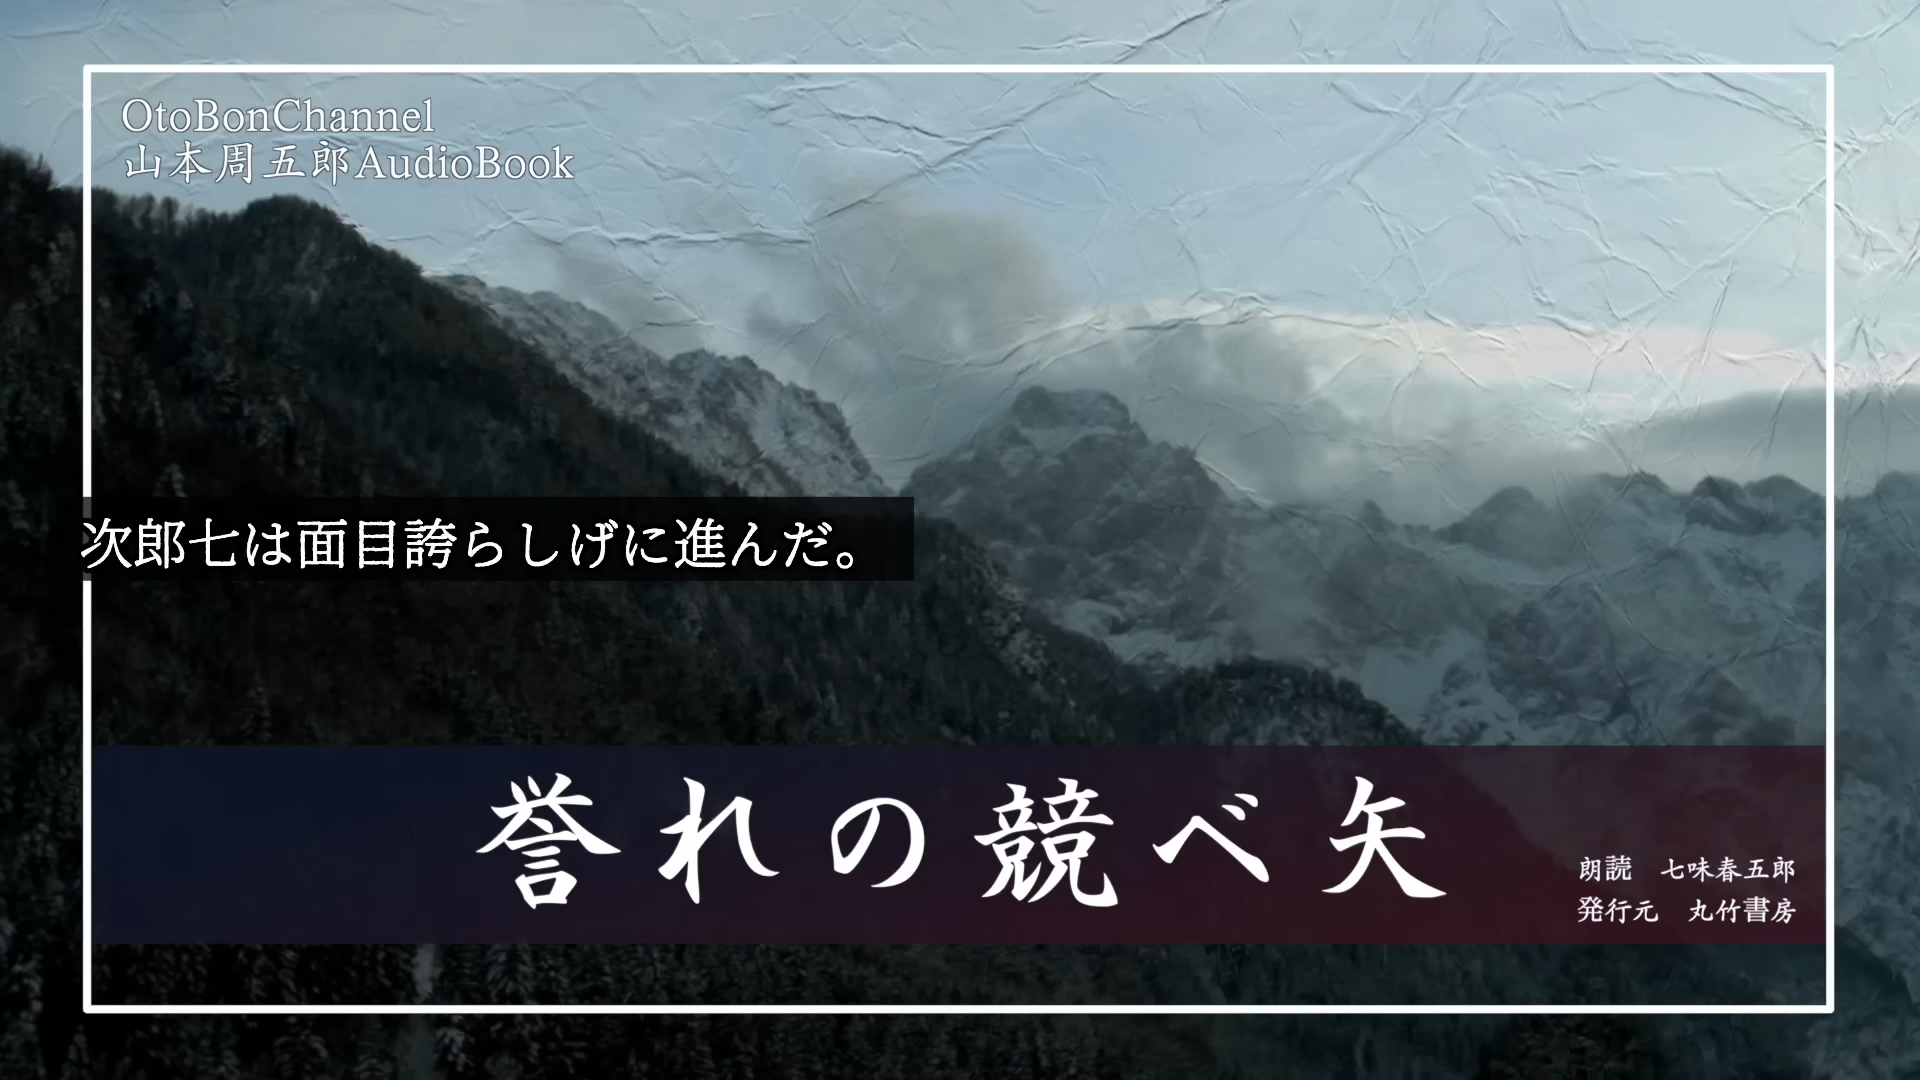 OtoBonChannel
山本周五郎AudioBook
次郎七は面目誇らしげに進んだ。
誉れの競べ矢
朗読　七味春五郎
発行元　丸竹書房